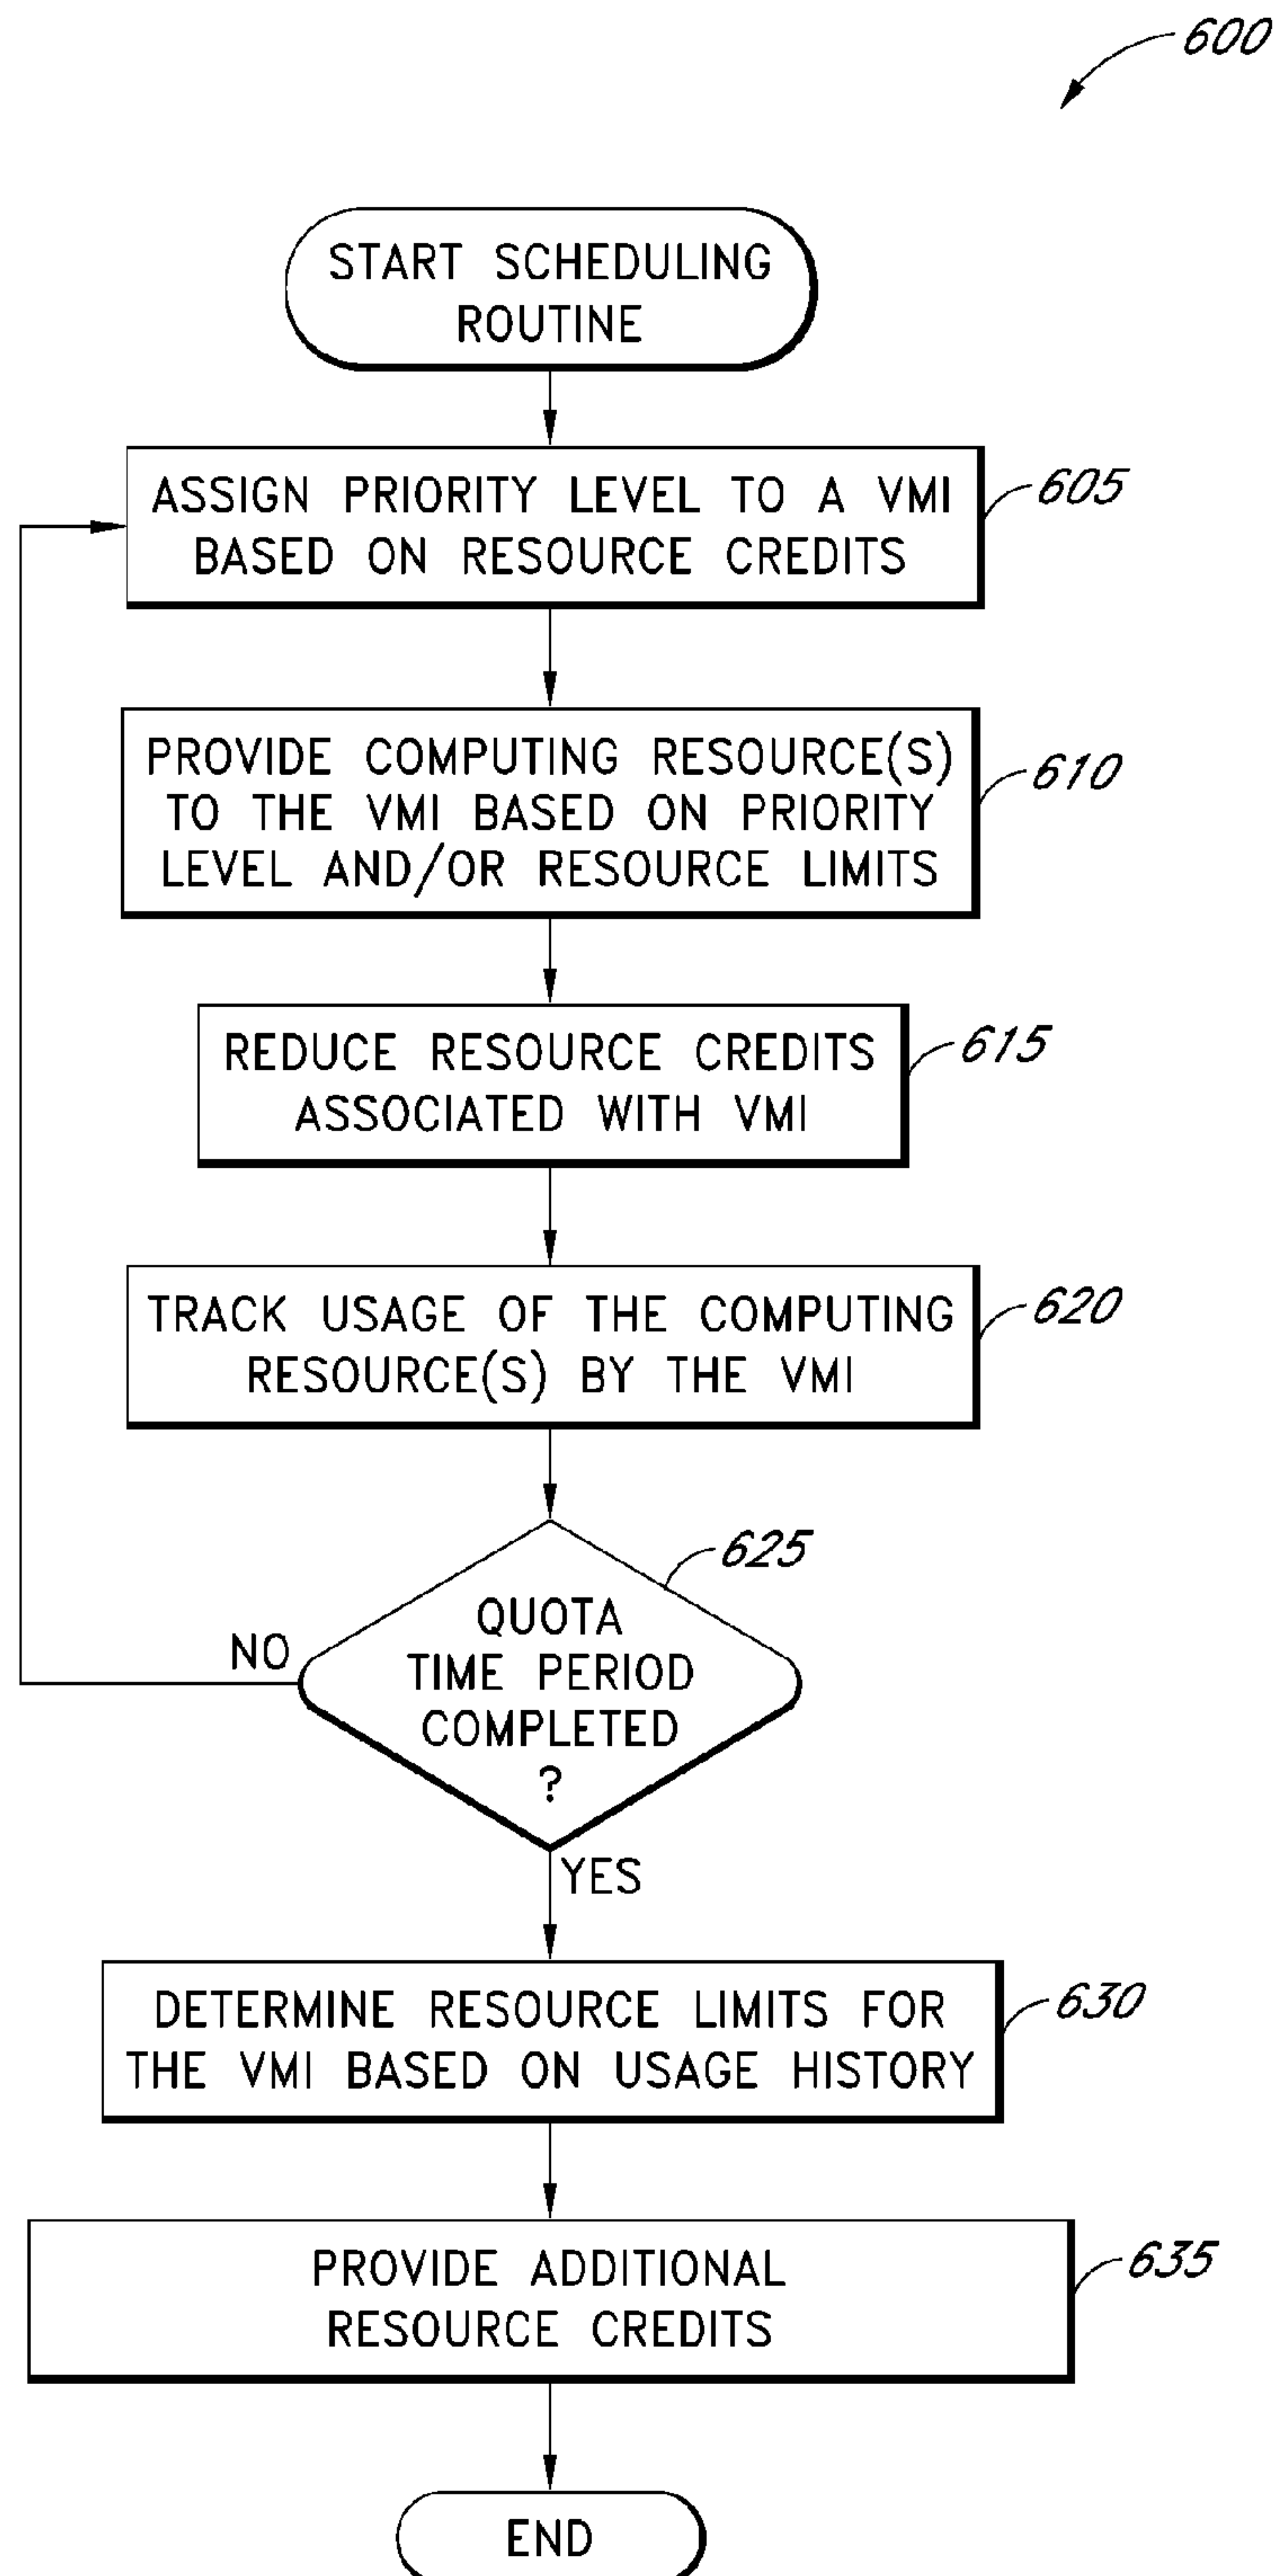 600
START SCHEDULING
ROUTINE
ASSIGN PRIORITY LEVEL TO A VMI
BASED ON RESOURCE CREDITS
605
PROVIDE COMPUTING RESOURCE(S)
TO THE VMI BASED ON PRIORITY
LEVEL AND/OR RESOURCE LIMITS
610
REDUCE RESOURCE CREDITS
ASSOCIATED WITH VMI
615
TRACK USAGE OF THE COMPUTING
RESOURCE(S) BY THE VMI
620
625
QUOTA
TIME PERIOD
COMPLETED
?
NO
YES
DETERMINE RESOURCE LIMITS FOR
THE VMI BASED ON USAGE HISTORY
630
PROVIDE ADDITIONAL
RESOURCE CREDITS
635
END